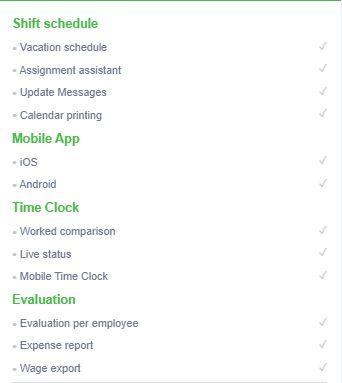 Shift schedule
- Vacation schedule ✓
- Assignment assistant ✓
- Update Messages ✓
- Calendar printing ✓
Mobile App
- iOS ✓
- Android ✓
Time Clock
- Worked comparison ✓
- Live status ✓
- Mobile Time Clock ✓
Evaluation
- Evaluation per employee ✓
- Expense report ✓
- Wage export ✓